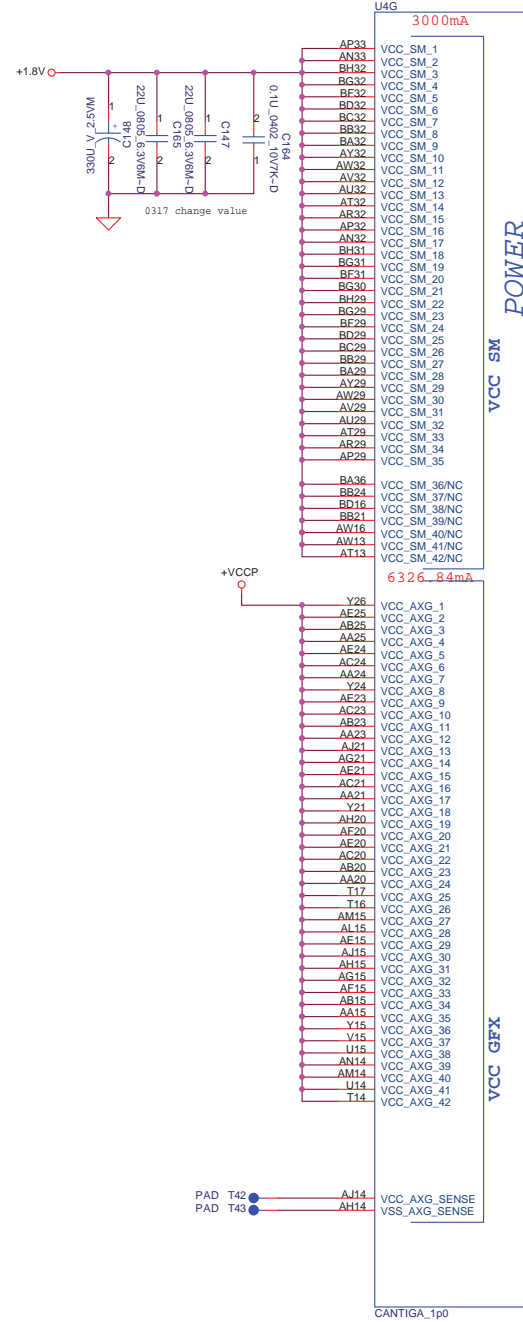 U4G
3000mA
+1.8V
330U_V_2.5VM
C148
1
2
22U_0805_6.3V6M~D
C165
1
2
22U_0805_6.3V6M~D
C147
1
2
0.1U_0402_10V7K~D
C164
2
1
0317 change value
POWER
VCC SM
AP33 VCC_SM_1
AN33 VCC_SM_2
BH32 VCC_SM_3
BG32 VCC_SM_4
BF32 VCC_SM_5
BD32 VCC_SM_6
BC32 VCC_SM_7
BB32 VCC_SM_8
BA32 VCC_SM_9
AY32 VCC_SM_10
AW32 VCC_SM_11
AV32 VCC_SM_12
AU32 VCC_SM_13
AT32 VCC_SM_14
AR32 VCC_SM_15
AP32 VCC_SM_16
AN32 VCC_SM_17
BH31 VCC_SM_18
BG31 VCC_SM_19
BF31 VCC_SM_20
BG30 VCC_SM_21
BH29 VCC_SM_22
BG29 VCC_SM_23
BF29 VCC_SM_24
BD29 VCC_SM_25
BC29 VCC_SM_26
BB29 VCC_SM_27
BA29 VCC_SM_28
AY29 VCC_SM_29
AW29 VCC_SM_30
AV29 VCC_SM_31
AU29 VCC_SM_32
AT29 VCC_SM_33
AR29 VCC_SM_34
AP29 VCC_SM_35
BA36 VCC_SM_36/NC
BB24 VCC_SM_37/NC
BD16 VCC_SM_38/NC
BB21 VCC_SM_39/NC
AW16 VCC_SM_40/NC
AW13 VCC_SM_41/NC
AT13 VCC_SM_42/NC
+VCCP
6326.84mA
Y26 VCC_AXG_1
AE25 VCC_AXG_2
AB25 VCC_AXG_3
AA25 VCC_AXG_4
AE24 VCC_AXG_5
AC24 VCC_AXG_6
AA24 VCC_AXG_7
Y24 VCC_AXG_8
AE23 VCC_AXG_9
AC23 VCC_AXG_10
AB23 VCC_AXG_11
AA23 VCC_AXG_12
AJ21 VCC_AXG_13
AG21 VCC_AXG_14
AE21 VCC_AXG_15
AC21 VCC_AXG_16
AA21 VCC_AXG_17
Y21 VCC_AXG_18
AH20 VCC_AXG_19
AF20 VCC_AXG_20
AE20 VCC_AXG_21
AC20 VCC_AXG_22
AB20 VCC_AXG_23
AA20 VCC_AXG_24
T17 VCC_AXG_25
T16 VCC_AXG_26
AM15 VCC_AXG_27
AL15 VCC_AXG_28
AE15 VCC_AXG_29
AJ15 VCC_AXG_30
AH15 VCC_AXG_31
AG15 VCC_AXG_32
AF15 VCC_AXG_33
AB15 VCC_AXG_34
AA15 VCC_AXG_35
Y15 VCC_AXG_36
V15 VCC_AXG_37
U15 VCC_AXG_38
AN14 VCC_AXG_39
AM14 VCC_AXG_40
U14 VCC_AXG_41
T14 VCC_AXG_42
VCC GFX
PAD T42 AJ14 VCC_AXG_SENSE
PAD T43 AH14 VSS_AXG_SENSE
CANTIGA_1p0